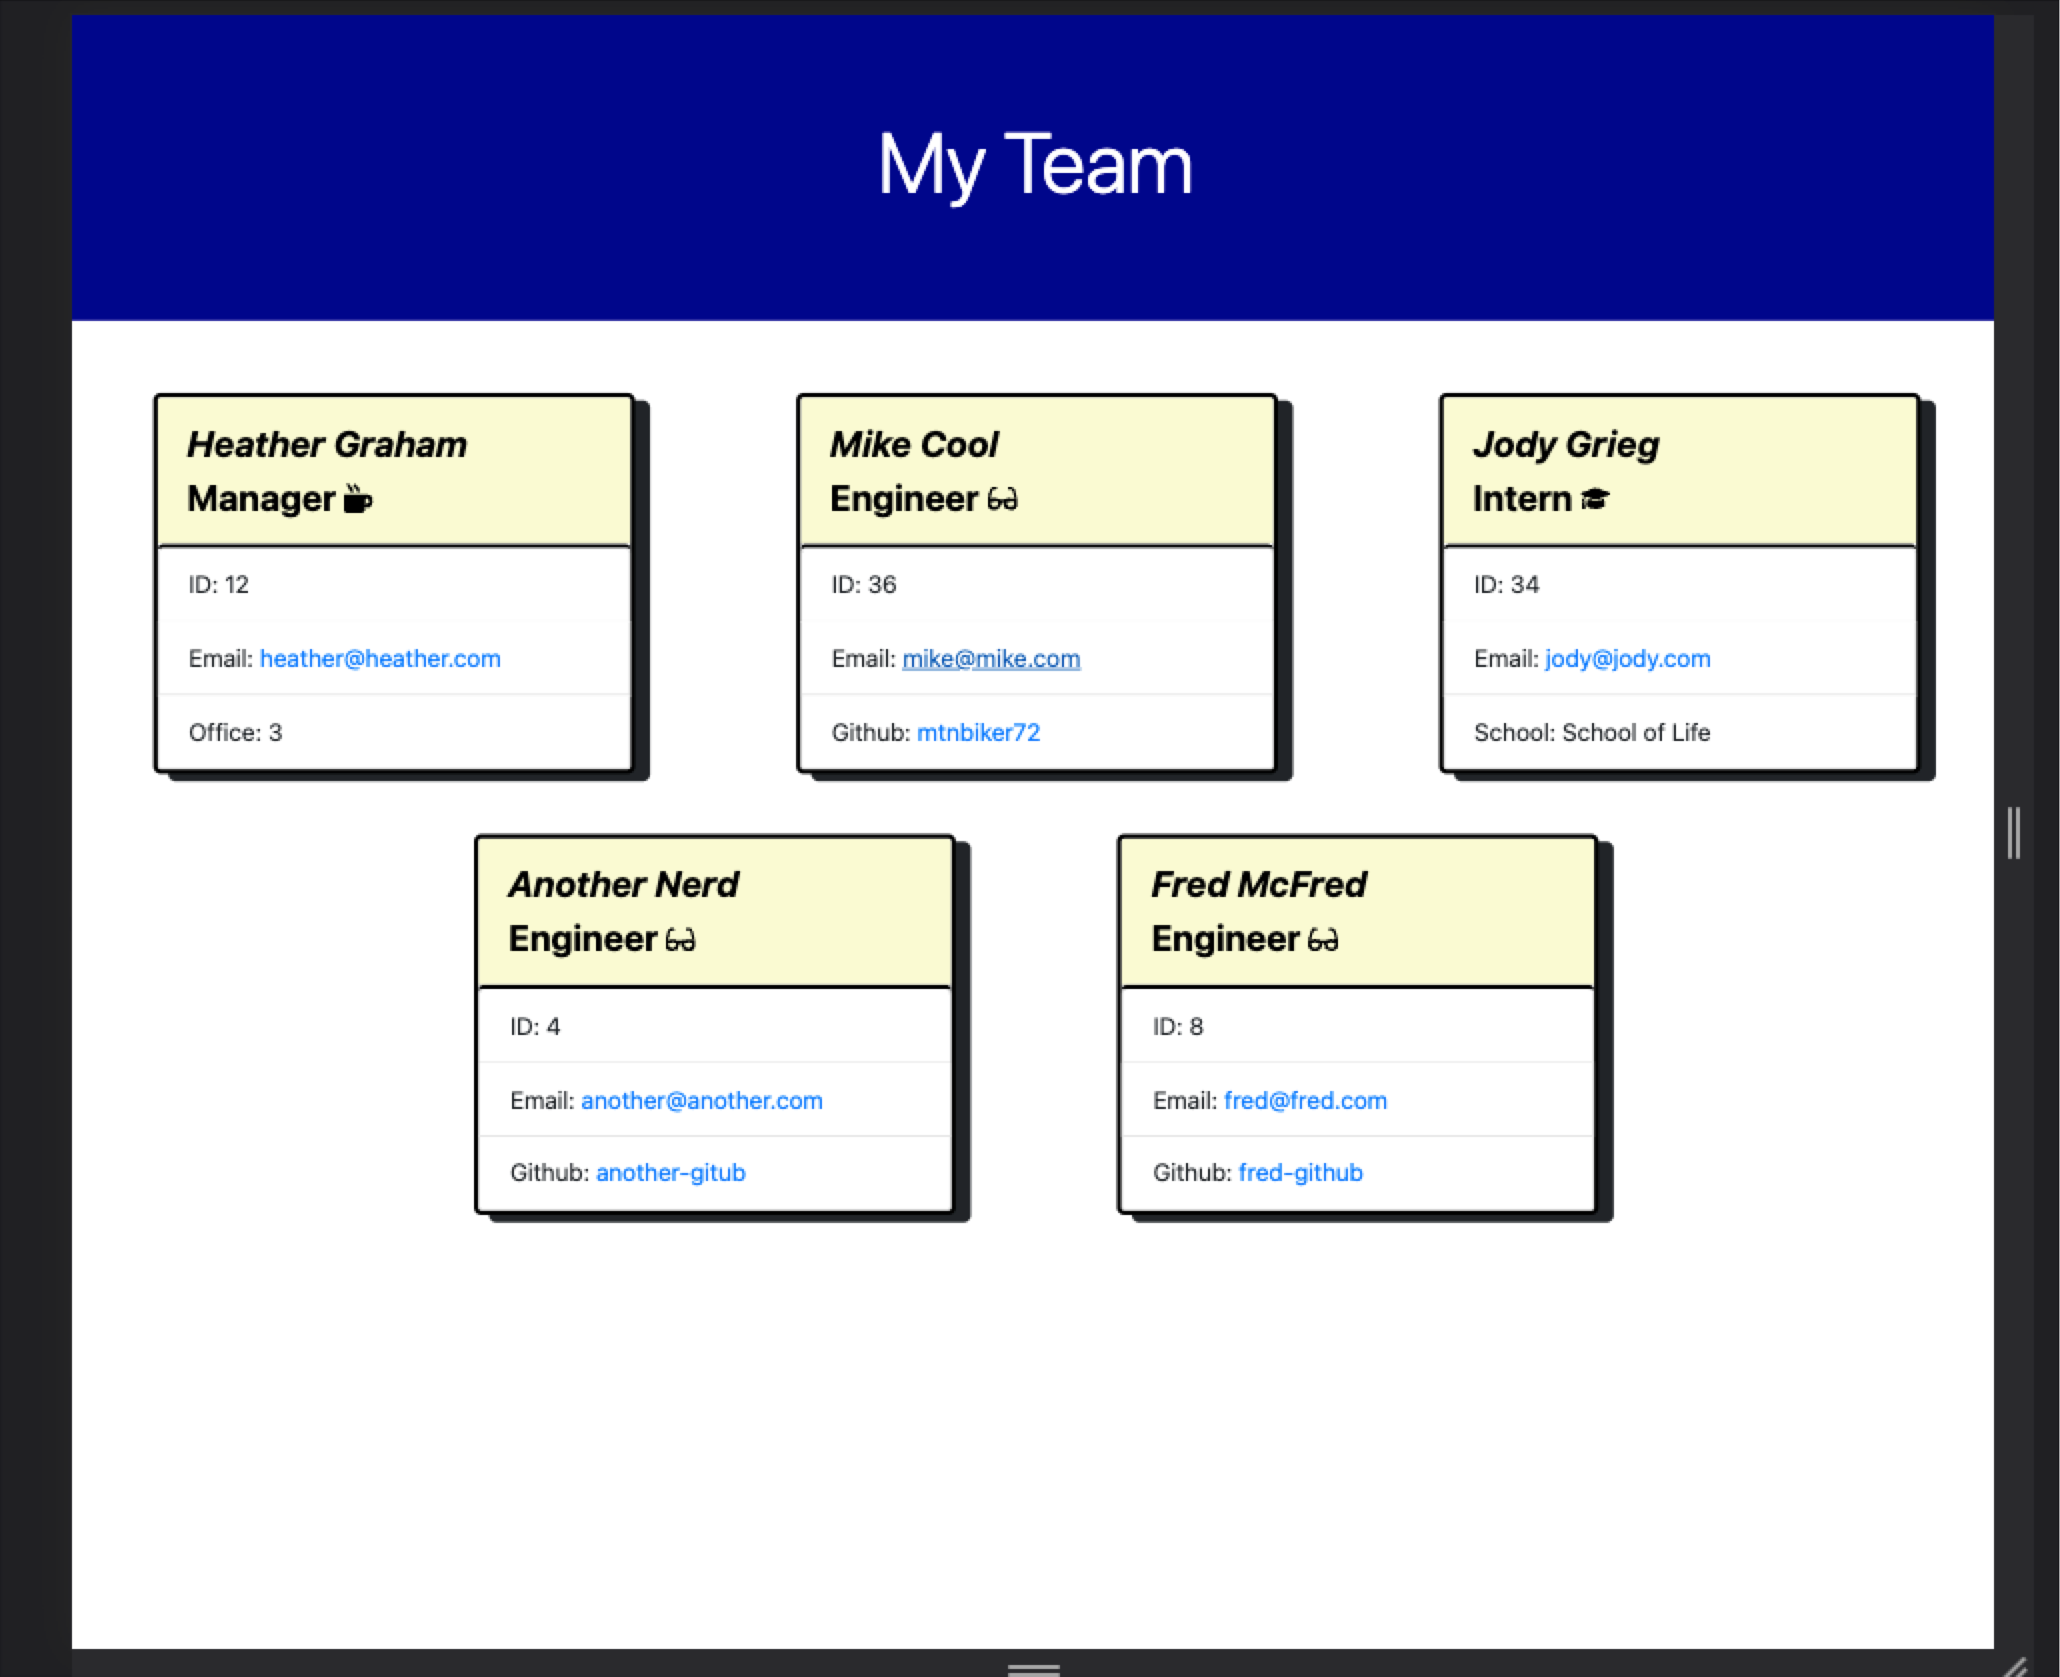 My Team
Heather Graham
Manager
ID: 12
Email: heather@heather.com
Office: 3
Mike Cool
Engineer
ID: 36
Email: mike@mike.com
Github: mtnbiker72
Jody Grieg
Intern
ID: 34
Email: jody@jody.com
School: School of Life
Another Nerd
Engineer
ID: 4
Email: another@another.com
Github: another-gitub
Fred McFred
Engineer
ID: 8
Email: fred@fred.com
Github: fred-github